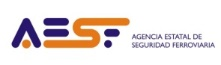 AESF
AGENCIA ESTATAL DE
SEGURIDAD FERROVIARIA